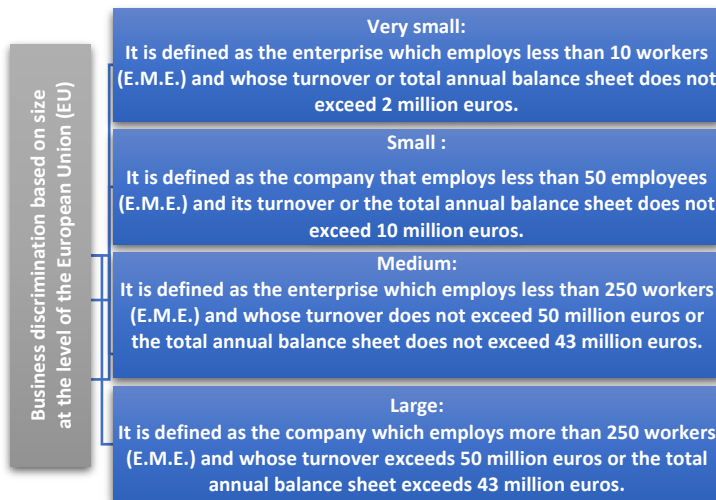 Business discrimination based on size
at the level of the European Union (EU)
Very small:
It is defined as the enterprise which employs less than 10 workers
(E.M.E.) and whose turnover or total annual balance sheet does not
exceed 2 million euros.
Small :
It is defined as the company that employs less than 50 employees
(E.M.E.) and its turnover or the total annual balance sheet does not
exceed 10 million euros.
Medium:
It is defined as the enterprise which employs less than 250 workers
(E.M.E.) and whose turnover does not exceed 50 million euros or
the total annual balance sheet does not exceed 43 million euros.
Large:
It is defined as the company which employs more than 250 workers
(E.M.E.) and whose turnover exceeds 50 million euros or the total
annual balance sheet exceeds 43 million euros.